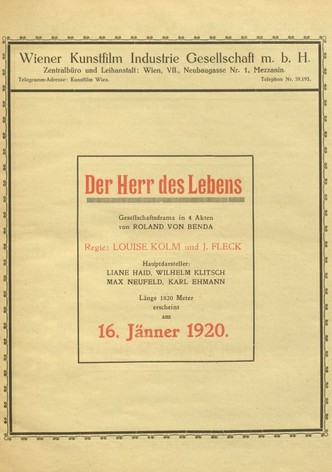 Wiener Kunstfilm Industrie Gesellschaft m. b. H.
Zentralbüro und Leihanstalt: Wien, VII., Neubaugasse Nr. 1, Mezzanin.
Telegramm-Adresse: Kunstfilm Wien. Telephon Nr. 39.195.
Der Herr des Lebens
Gesellschaftsdrama in 4 Akten
von ROLAND VON BENDA
Regie: LOUISE KOLM und J. FLECK
Hauptdarsteller:
LIANE HAID, WILHELM KLITSCH
MAX NEUFELD, KARL EHMANN
Länge 1820 Meter
erscheint
am
16. Jänner 1920.